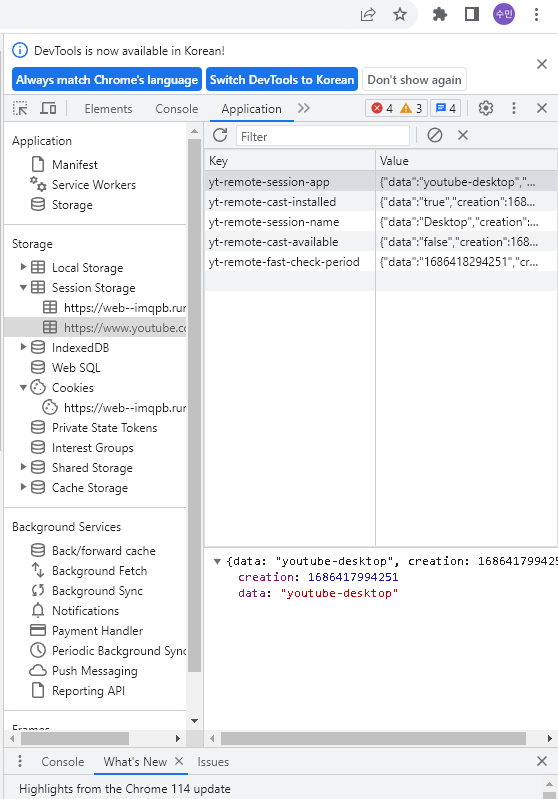 수민
DevTools is now available in Korean!
Always match Chrome's language Switch DevTools to Korean Don't show again
Elements Console Application 4 3 4
Application
Manifest
Service Workers
Storage
Storage
Local Storage
Session Storage
https://web--imqpb.rur
https://www.youtube.co
IndexedDB
Web SQL
Cookies
https://web--imqpb.rur
Private State Tokens
Interest Groups
Shared Storage
Cache Storage
Background Services
Back/forward cache
Background Fetch
Background Sync
Notifications
Payment Handler
Periodic Background Sync
Push Messaging
Reporting API
Frames
Filter
Key Value
yt-remote-session-app {"data":"youtube-desktop","...
yt-remote-cast-installed {"data":"true","creation":168...
yt-remote-session-name {"data":"Desktop","creation":...
yt-remote-cast-available {"data":"false","creation":168...
yt-remote-fast-check-period {"data":"1686418294251","cr...
{data: "youtube-desktop", creation: 1686417994251
creation: 1686417994251
data: "youtube-desktop"
Console What's New Issues
Highlights from the Chrome 114 update